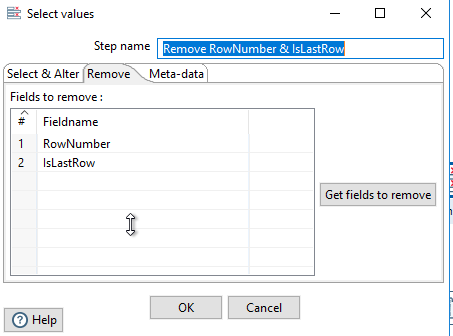 Select values
Step name Remove RowNumber & IsLastRow
Select & Alter Remove Meta-data
Fields to remove :
# Fieldname
1 RowNumber
2 IsLastRow
Get fields to remove
OK Cancel
Help